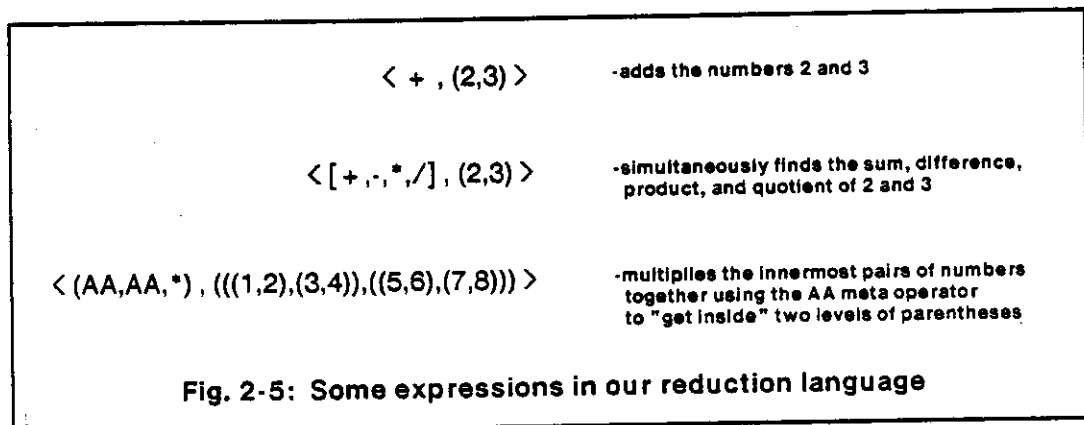 < + , (2,3) > -adds the numbers 2 and 3
< [ + ,-,*,/] , (2,3) > -simultaneously finds the sum, difference,
product, and quotient of 2 and 3
< (AA,AA,*) , (((1,2),(3,4)),((5,6),(7,8))) > -multiplies the innermost pairs of numbers
together using the AA meta operator
to "get inside" two levels of parentheses
Fig. 2-5: Some expressions in our reduction language